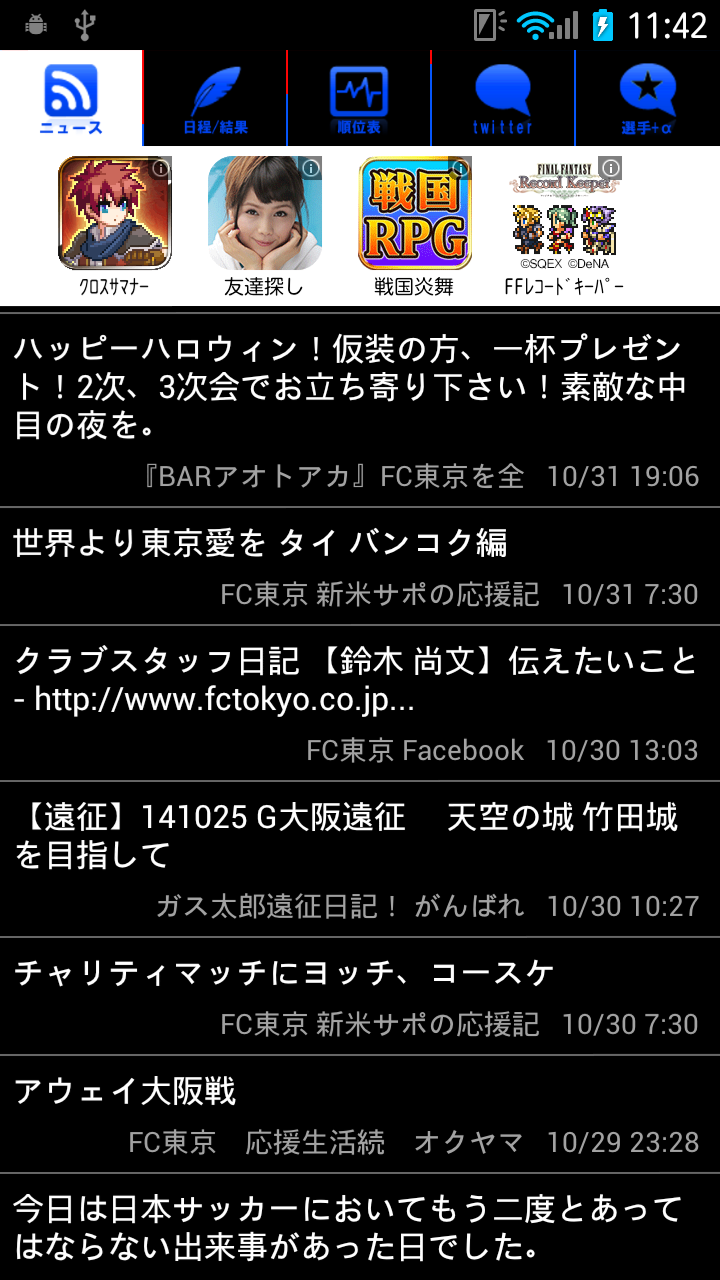 11:42
ニュース
日程/結果
順位表
twitter
選手+α
戦国
RPG
FINAL FANTASY
Record Keeper
©SQEX ©DeNA
ｸﾛｽｻﾏﾅｰ
友達探し
戦国炎舞
FFﾚｺｰﾄﾞｷｰﾊﾟｰ
ハッピーハロウィン！仮装の方、一杯プレゼン
ト！2次、3次会でお立ち寄り下さい！素敵な中
目の夜を。
『BARアオトアカ』FC東京を全 10/31 19:06
世界より東京愛を タイ バンコク編
FC東京 新米サポの応援記 10/31 7:30
クラブスタッフ日記 【鈴木 尚文】伝えたいこと
- http://www.fctokyo.co.jp...
FC東京 Facebook 10/30 13:03
【遠征】141025 G大阪遠征　天空の城 竹田城
を目指して
ガス太郎遠征日記！ がんばれ 10/30 10:27
チャリティマッチにヨッチ、コースケ
FC東京 新米サポの応援記 10/30 7:30
アウェイ大阪戦
FC東京　応援生活続　オクヤマ 10/29 23:28
今日は日本サッカーにおいてもう二度とあって
はならない出来事があった日でした。